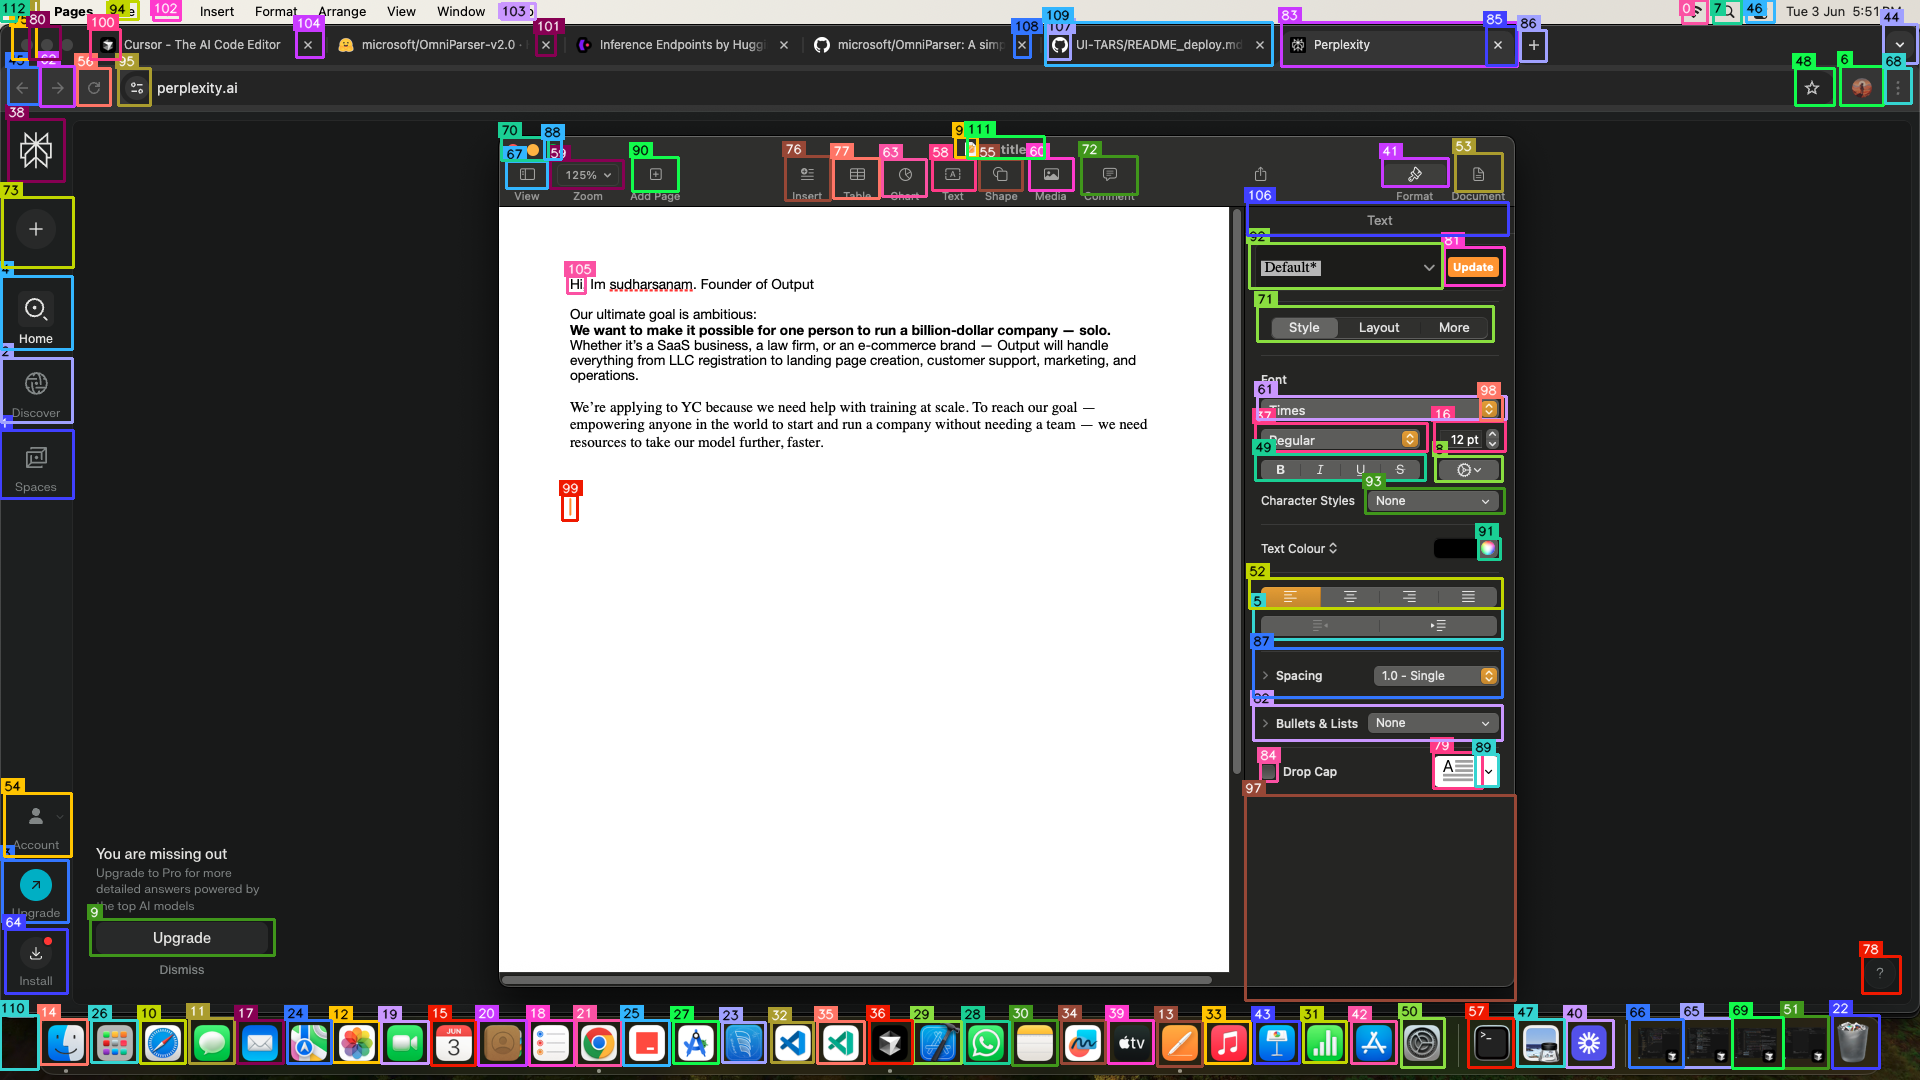 Pages
Insert
Format
Arrange
View
Window
Tue 3 Jun 5:51PM
Cursor - The AI Code Editor
microsoft/OmniParser-v2.0 ·
Inference Endpoints by Huggi
microsoft/OmniParser: A simp
UI-TARS/README_deploy.md
Perplexity
perplexity.ai
Home
Discover
Spaces
Account
Upgrade
Install
You are missing out
Upgrade to Pro for more
detailed answers powered by
the top AI models
Upgrade
Dismiss
125%
View
Zoom
Add Page
Insert
Table
Chart
Text
Shape
Media
Comment
Format
Document
Hi, Im sudharsanam. Founder of Output
Our ultimate goal is ambitious:
We want to make it possible for one person to run a billion-dollar company — solo.
Whether it’s a SaaS business, a law firm, or an e-commerce brand — Output will handle
everything from LLC registration to landing page creation, customer support, marketing, and
operations.
We’re applying to YC because we need help with training at scale. To reach our goal —
empowering anyone in the world to start and run a company without needing a team — we need
resources to take our model further, faster.
Text
Default*
Update
Style
Layout
More
Font
Times
Regular
12 pt
B I U S
Character Styles
None
Text Colour
Spacing
1.0 - Single
Bullets & Lists
None
Drop Cap
A
?
JUN
3
tv